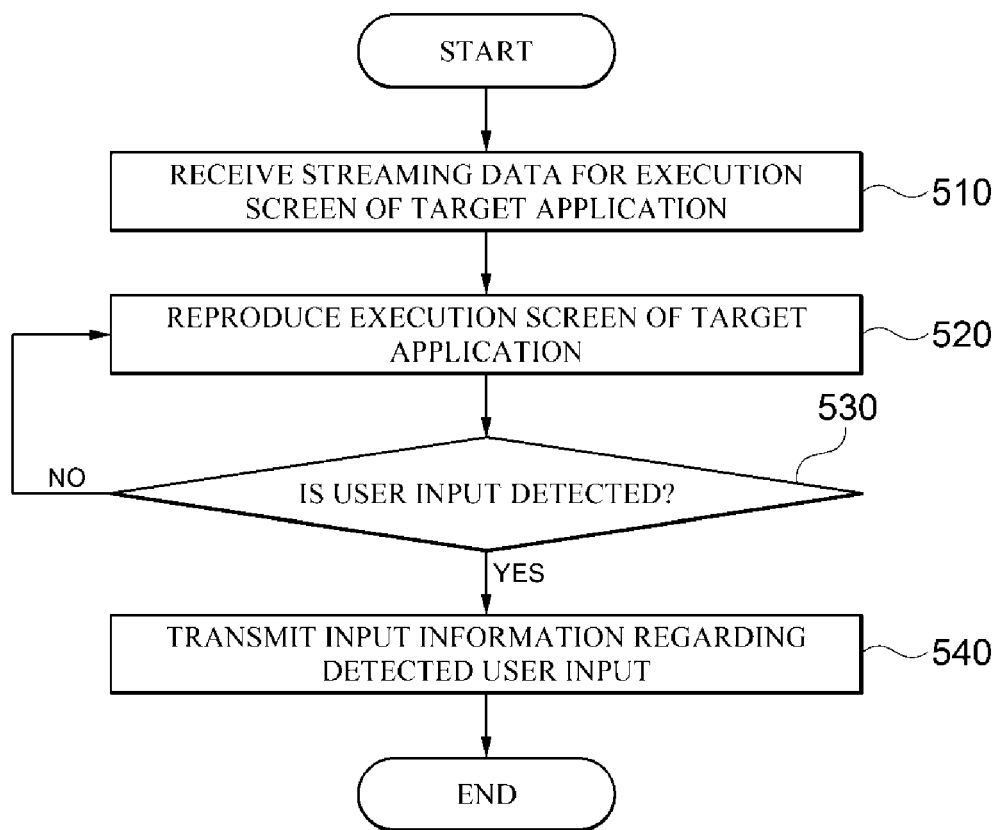 START
RECEIVE STREAMING DATA FOR EXECUTION
SCREEN OF TARGET APPLICATION
510
REPRODUCE EXECUTION SCREEN OF TARGET
APPLICATION
520
530
IS USER INPUT DETECTED?
NO
YES
TRANSMIT INPUT INFORMATION REGARDING
DETECTED USER INPUT
540
END